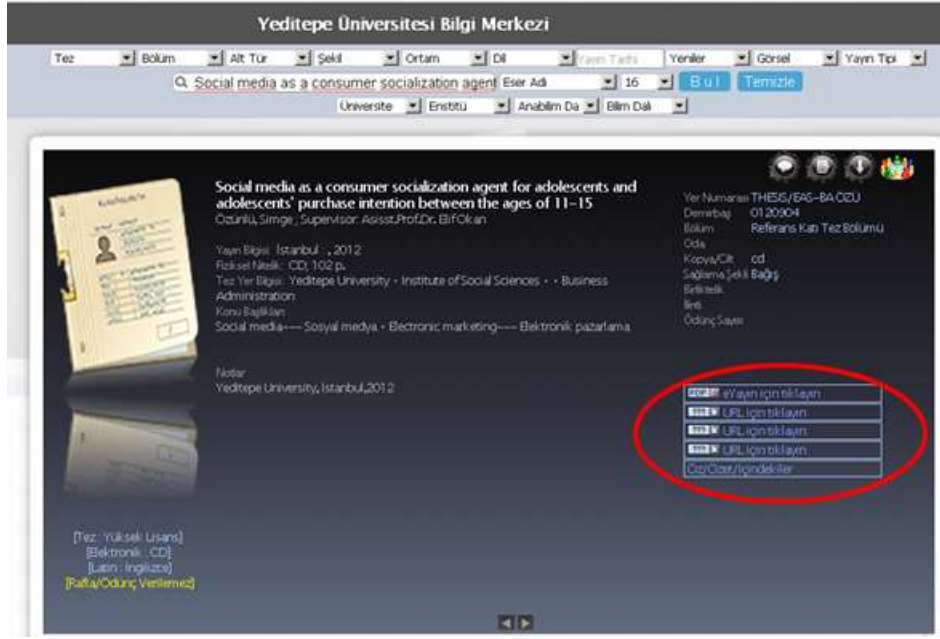 Yeditepe Üniversitesi Bilgi Merkezi
Tez Bölüm Alt Tür Şekil Ortam Dil Yayın Tarihi Yeniler Görsel Yayın Tipi
Social media as a consumer socialization agent Eser Adı 16 Bul Temizle
Üniversite Enstitü Anabilim Da Bilim Dalı
Social media as a consumer socialization agent for adolescents and
adolescents' purchase intention between the ages of 11-15
Özünlü, Simge ; Supervisor: Asisst.Prof.Dr. Elif Okan
Yayın Bilgisi İstanbul : , 2012
Fiziksel Nitelik CD, 102 p.
Tez Yer Bilgisi Yeditepe University • Institute of Social Sciences • • Business
Administration
Konu Başlıkları
Social media--- Sosyal medya • Electronic marketing--- Elektronik pazarlama
Notlar
Yeditepe University, Istanbul,2012
Yer Numarası THESIS/ISAS-BA OZU
Demirbaş 0120904
Bölüm Referans Katı Tez Bölümü
Oda
Kopya/Cilt cd
Sağlama Şekli Bağış
Birliktelik
İleti
Ödünç Sayısı
eYayın için tıklayın
URL için tıklayın
URL için tıklayın
URL için tıklayın
Öz/Özet/İçindekiler
[Tez : Yüksek Lisans]
[Elektronik : CD]
[Latin : İngilizce]
[Rafta/Ödünç Verilemez]